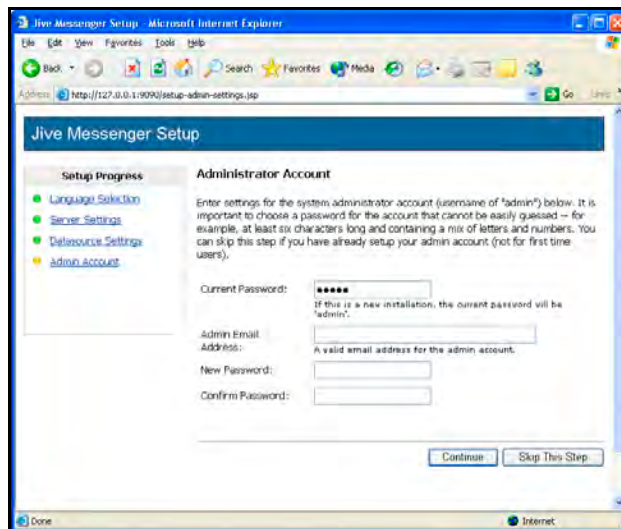 Jive Messenger Setup - Microsoft Internet Explorer
File Edit View Favorites Tools Help
Back Search Favorites Media
Address http://127.0.0.1:9090/setup-admin-settings.jsp Go Links
Jive Messenger Setup
Setup Progress
Language Selection
Server Settings
Datasource Settings
Admin Account
Administrator Account
Enter settings for the system administrator account (username of "admin") below. It is
important to choose a password for the account that cannot be easily guessed -- for
example, at least six characters long and containing a mix of letters and numbers. You
can skip this step if you have already setup your admin account (not for first time
users).
Current Password:
If this is a new installation, the current password will be
"admin".
Admin Email
Address:
A valid email address for the admin account.
New Password:
Confirm Password:
Continue Skip This Step
Done Internet